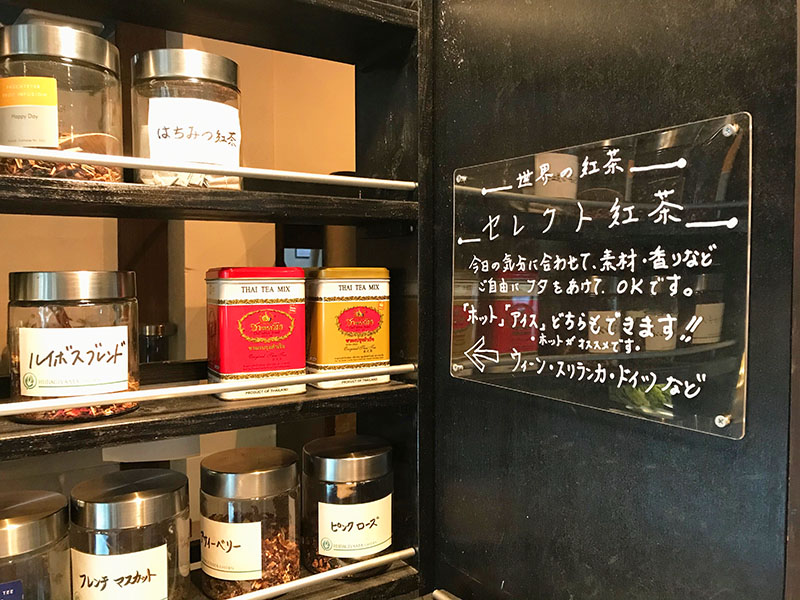 Happy Day
はちみつ紅茶
ルイボスブレンド
THAI TEA MIX
PRODUCT OF THAILAND
THAI TEA MIX
PRODUCT OF THAILAND
TEE
フレンチ マスカット
ィーベリー
ピンク ローズ
世界の紅茶
セレクト紅茶
今日の気分に合わせて、素材・香りなど
ご自由にフタをあけて、OKです。
「ホット」「アイス」どちらもできます!!
・ホットがオススメです。
← ウィーン・スリランカ・ドイツ など